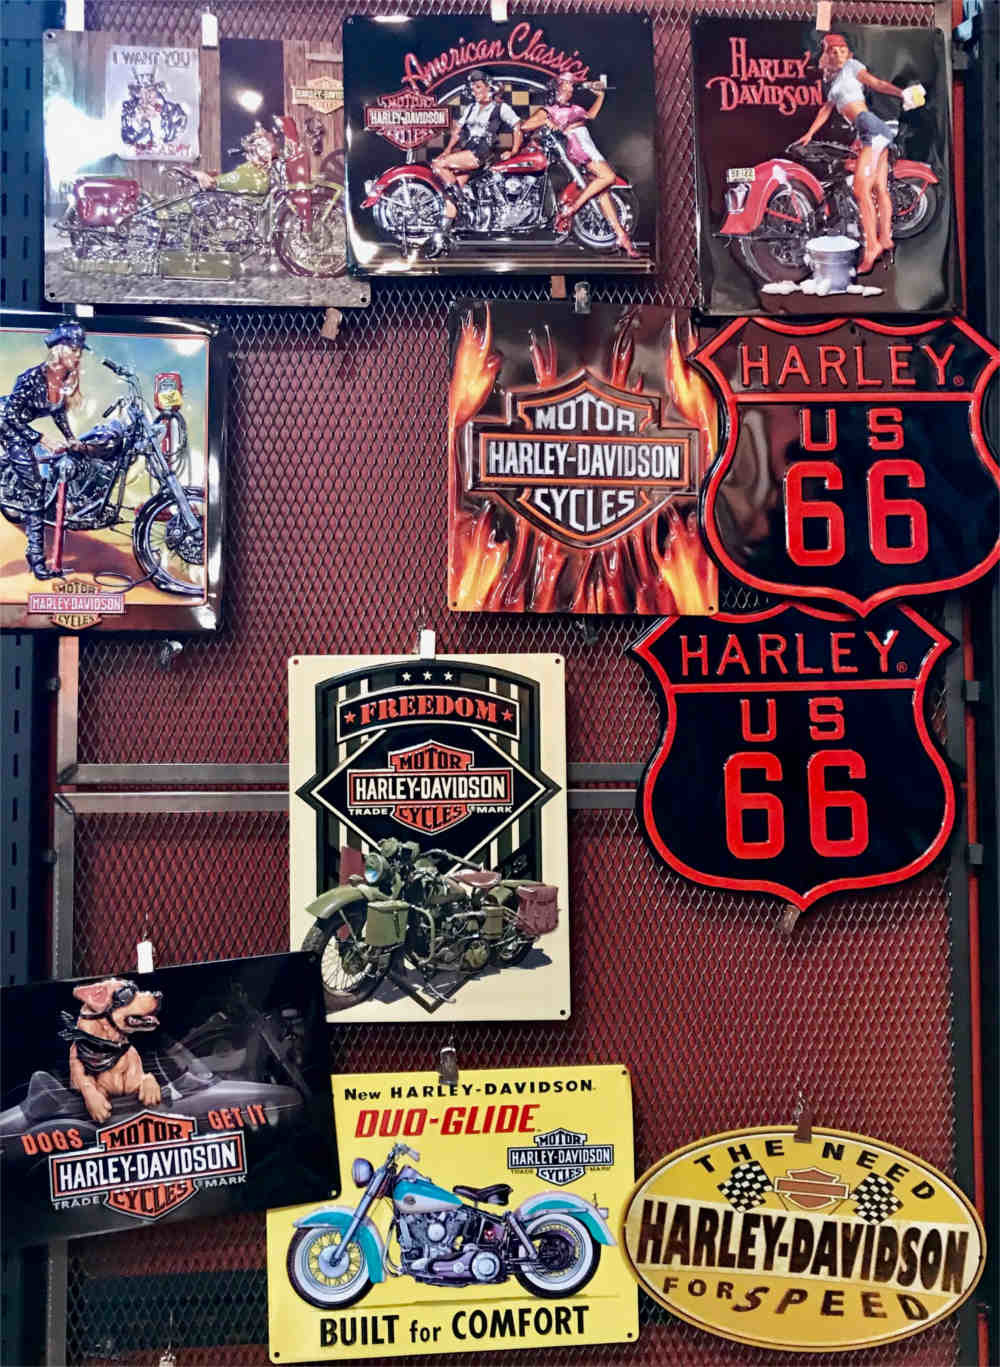 I WANT YOU
HARLEY-DAVIDSON
American Classics
MOTOR
HARLEY-DAVIDSON
CYCLES
HARLEY-
DAVIDSON
MOTOR
HARLEY-DAVIDSON
CYCLES
MOTOR
HARLEY-DAVIDSON
CYCLES
HARLEY®
US
66
HARLEY®
US
66
FREEDOM
MOTOR
HARLEY-DAVIDSON
TRADE CYCLES ®MARK
DOGS GET IT
MOTOR
HARLEY-DAVIDSON
TRADE CYCLES MARK
New HARLEY-DAVIDSON
DUO-GLIDE
MOTOR
HARLEY-DAVIDSON
TRADE CYCLES MARK
BUILT for COMFORT
THE NEED
HARLEY-DAVIDSON
FOR SPEED